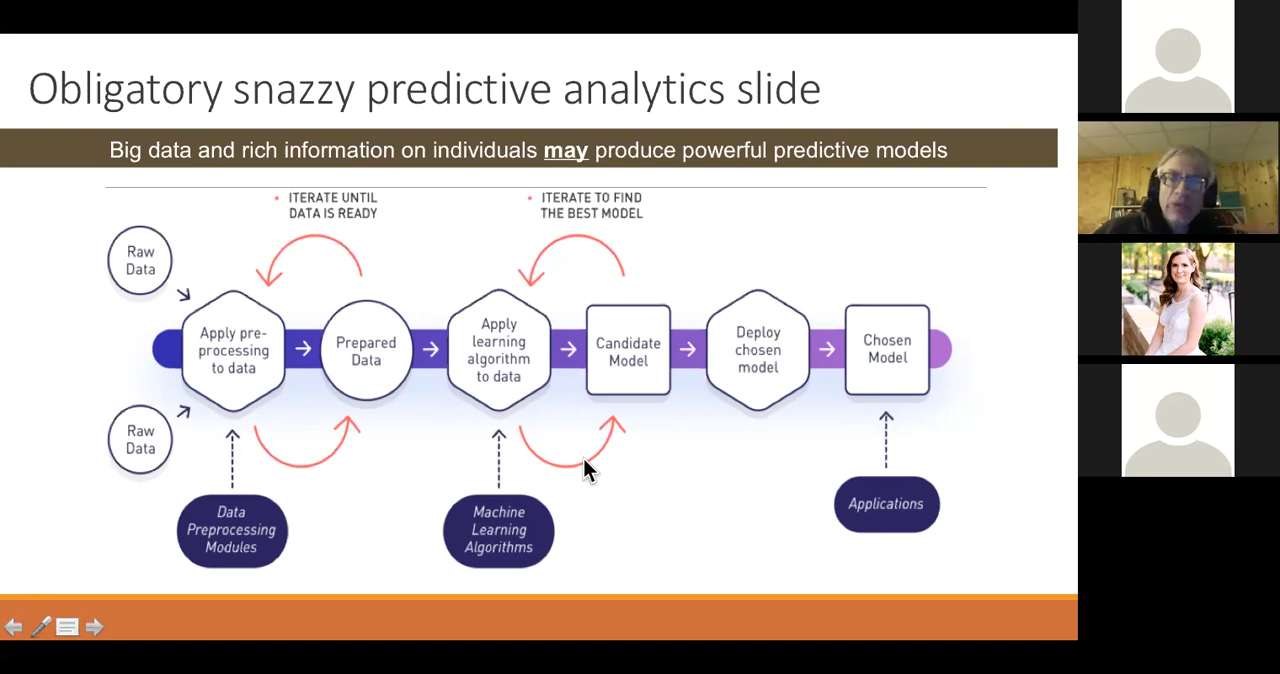 Obligatory snazzy predictive analytics slide
Big data and rich information on individuals may produce powerful predictive models
• ITERATE UNTIL
DATA IS READY
• ITERATE TO FIND
THE BEST MODEL
Raw
Data
Apply pre-
processing
to data
Prepared
Data
Apply
learning
algorithm
to data
Candidate
Model
Deploy
chosen
model
Chosen
Model
Raw
Data
Data
Preprocessing
Modules
Machine
Learning
Algorithms
Applications